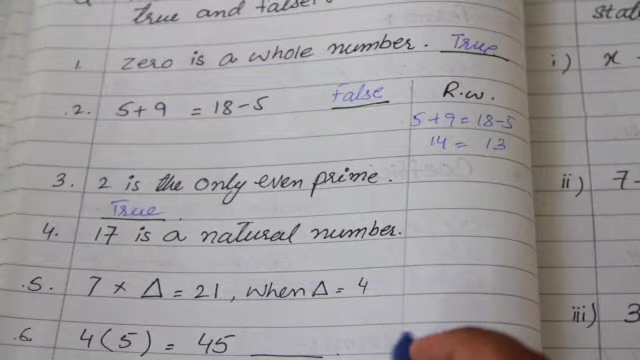 true and false:
1. zero is a whole number. True
2. 5+9 = 18-5 False
R.W.
5+9=18-5
14 = 13
3. 2 is the only even prime.
True
4. 17 is a natural number.
5. 7 × Δ = 21, when Δ = 4
6. 4(5) = 45 ____.
i) x
ii) 7-
iii) 3